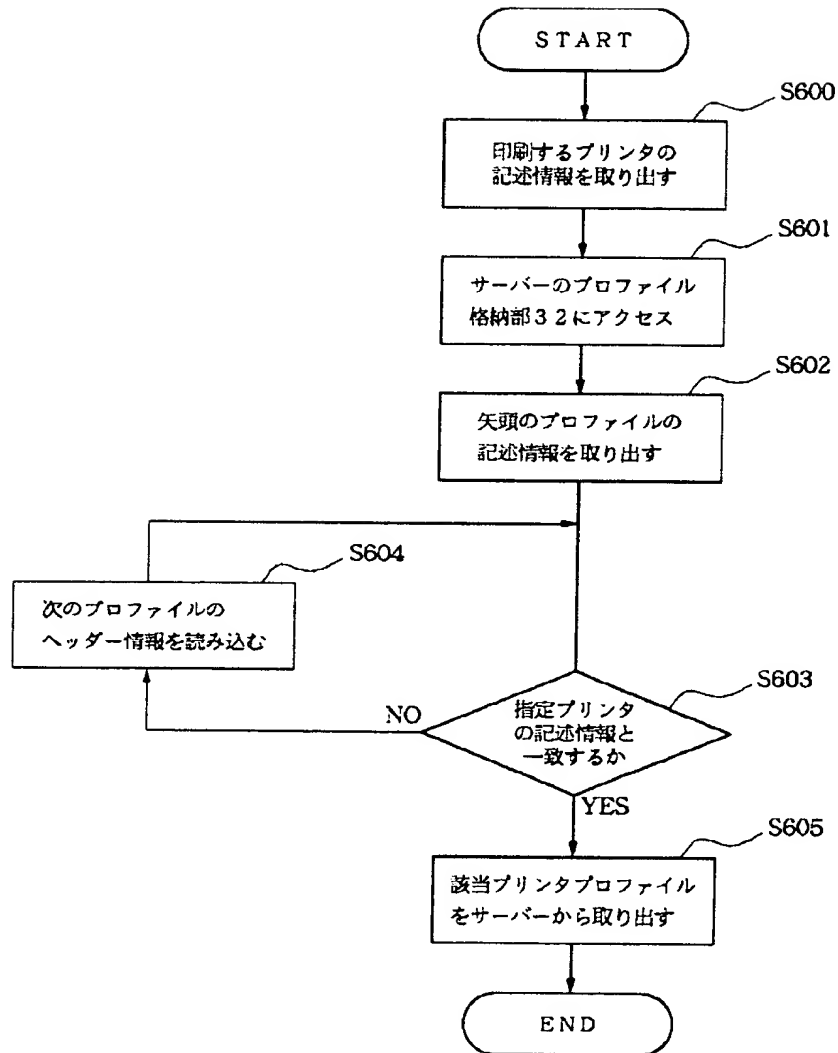 START
S600
印刷するプリンタの
記述情報を取り出す
S601
サーバーのプロファイル
格納部32にアクセス
S602
矢頭のプロファイルの
記述情報を取り出す
S604
次のプロファイルの
ヘッダー情報を読み込む
S603
指定プリンタ
の記述情報と
一致するか
NO
YES
S605
該当プリンタプロファイル
をサーバーから取り出す
END